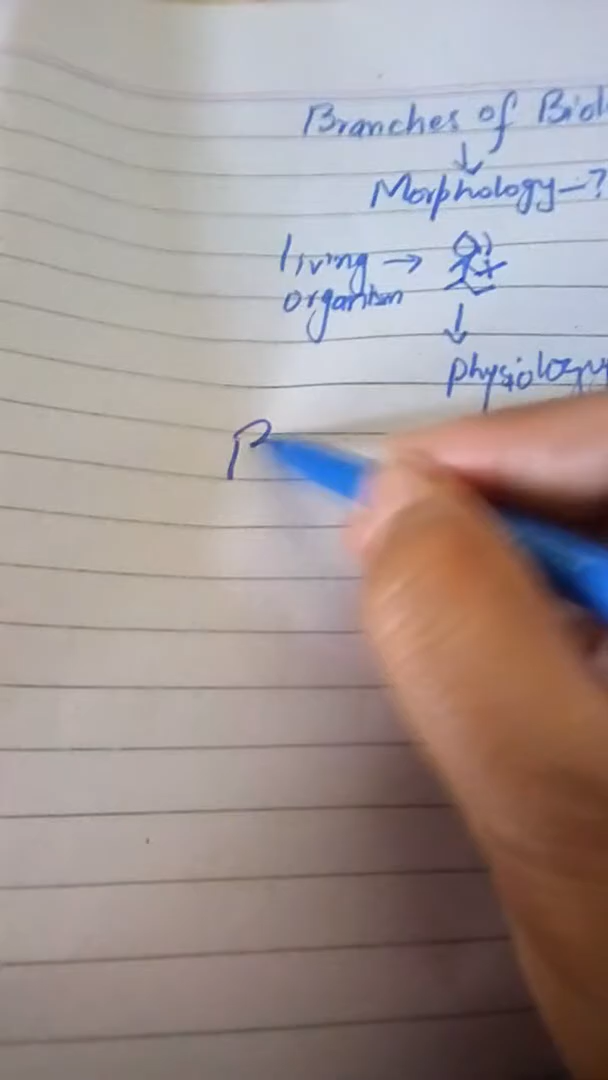 Branches of Biol
↓
Morphology-?
living →
organism
↓
physiology
P